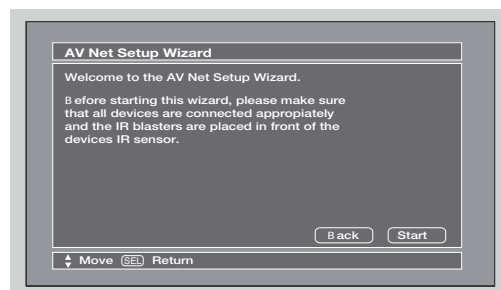 AV Net Setup Wizard
Welcome to the AV Net Setup Wizard.
Before starting this wizard, please make sure
that all devices are connected appropiately
and the IR blasters are placed in front of the
devices IR sensor.
Back Start
Move SEL Return